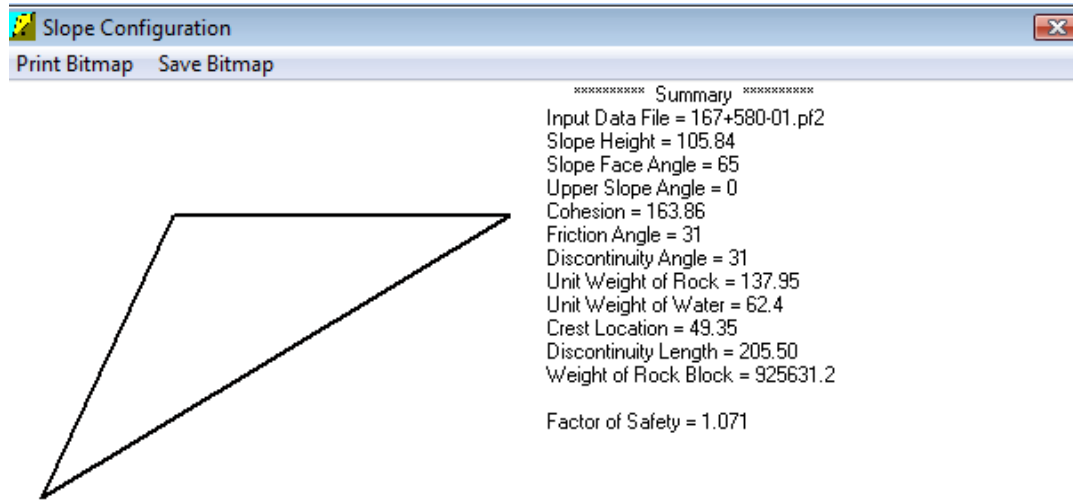 Slope Configuration
Print Bitmap Save Bitmap
********** Summary **********
Input Data File = 167+580-01.pf2
Slope Height = 105.84
Slope Face Angle = 65
Upper Slope Angle = 0
Cohesion = 163.86
Friction Angle = 31
Discontinuity Angle = 31
Unit Weight of Rock = 137.95
Unit Weight of Water = 62.4
Crest Location = 49.35
Discontinuity Length = 205.50
Weight of Rock Block = 925631.2
Factor of Safety = 1.071